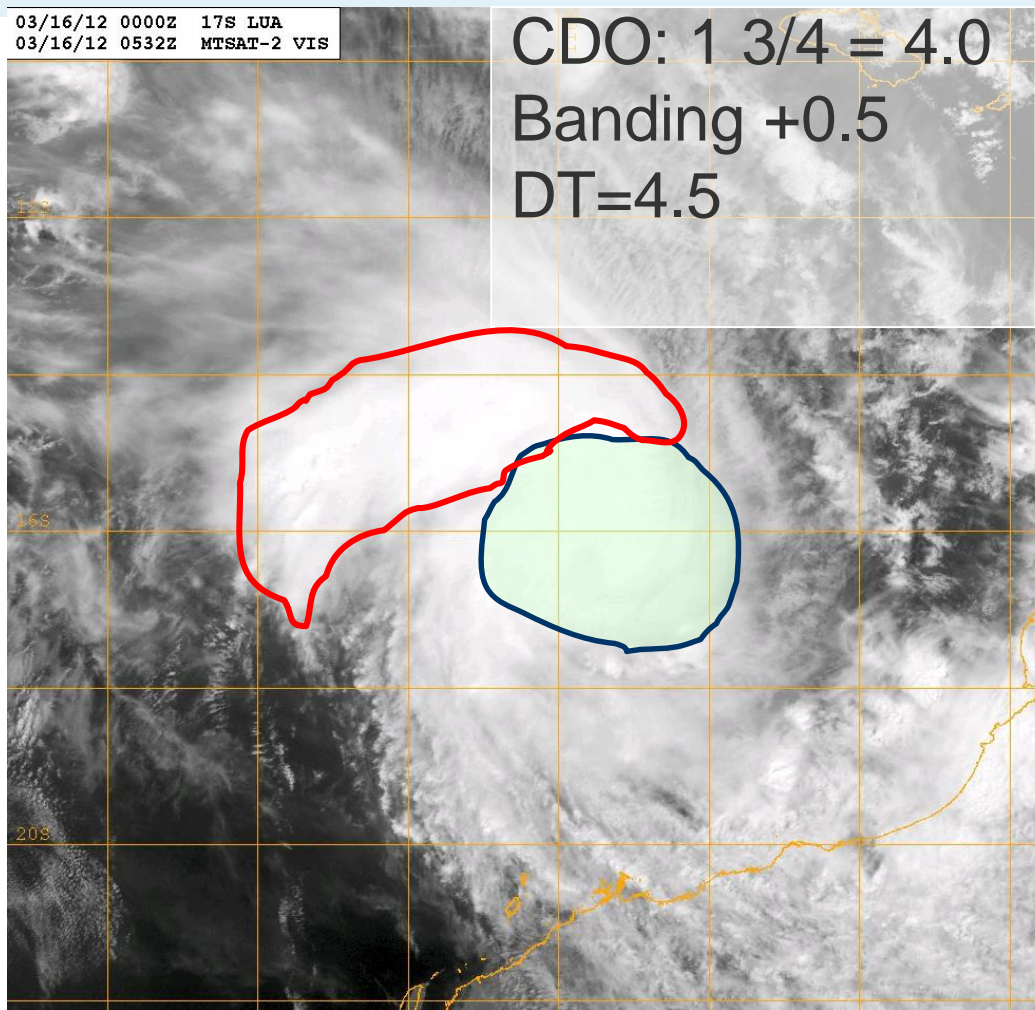 03/16/12 0000Z 17S LUA
03/16/12 0532Z MTSAT-2 VIS
CDO: 1 3/4 = 4.0
Banding +0.5
DT=4.5
12S
16S
20S